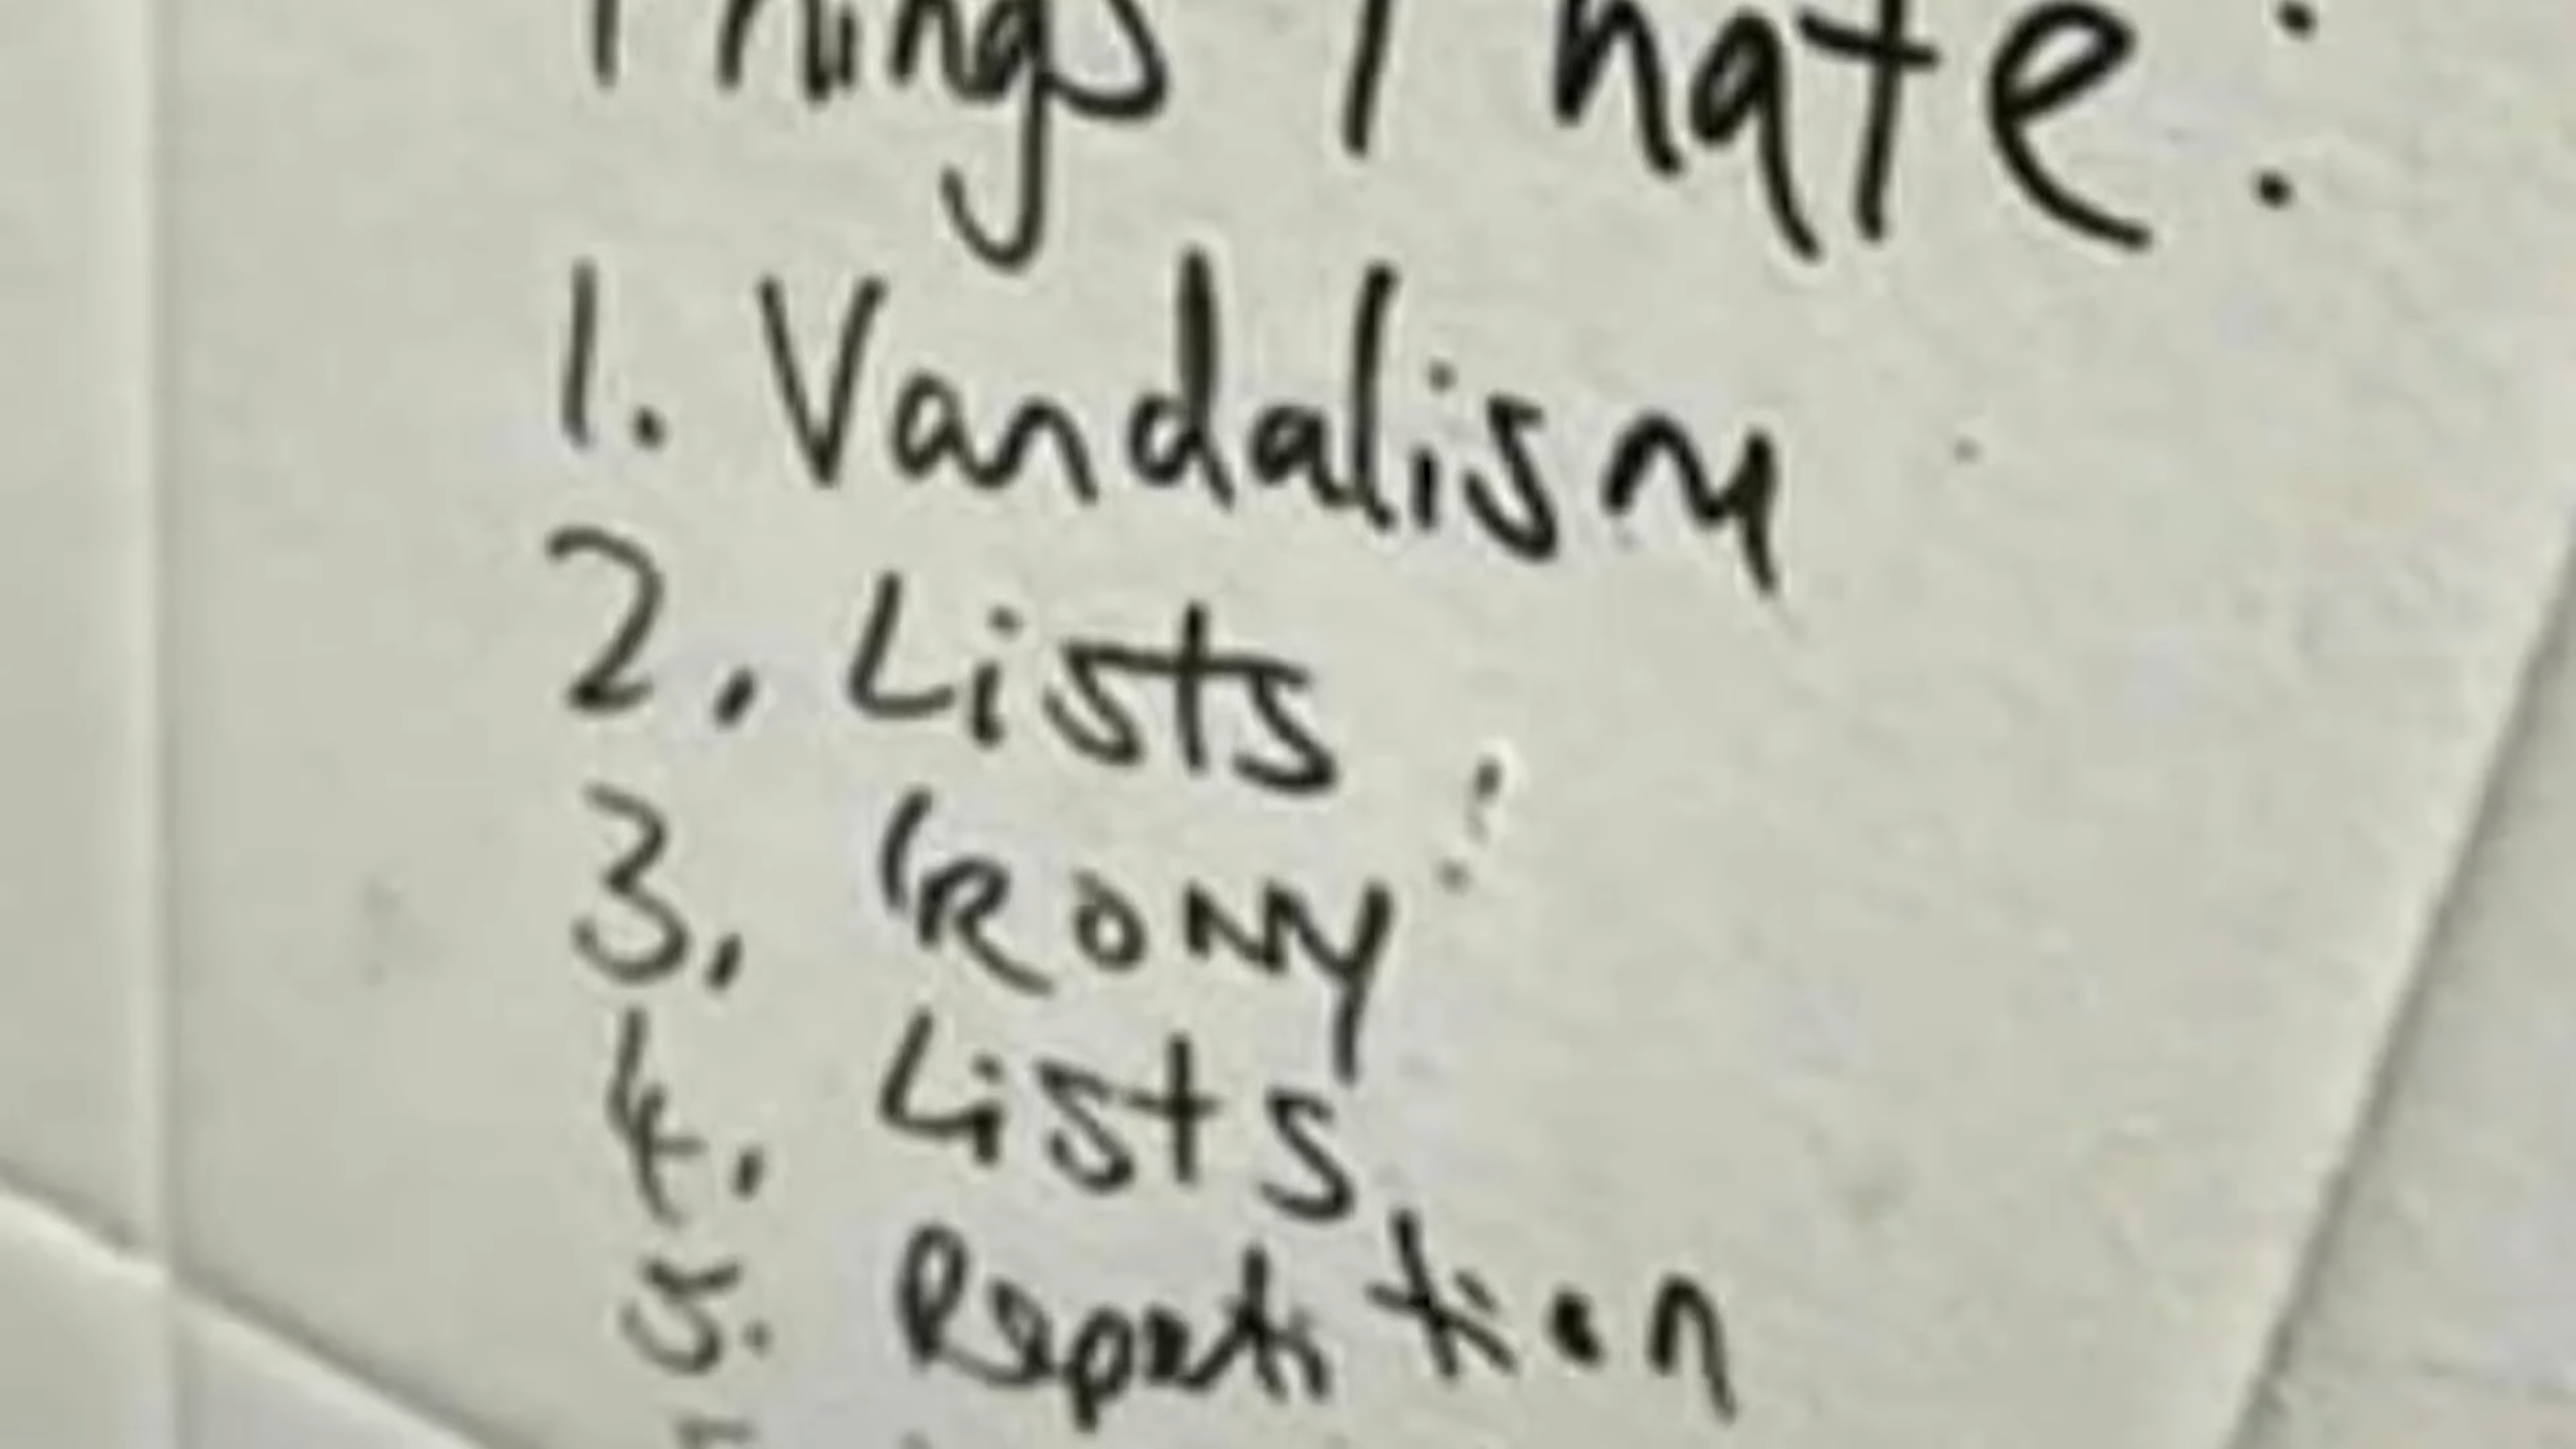 Things I hate:
1. Vandalism
2. Lists
3. IRONY
4. Lists
5. Repetition